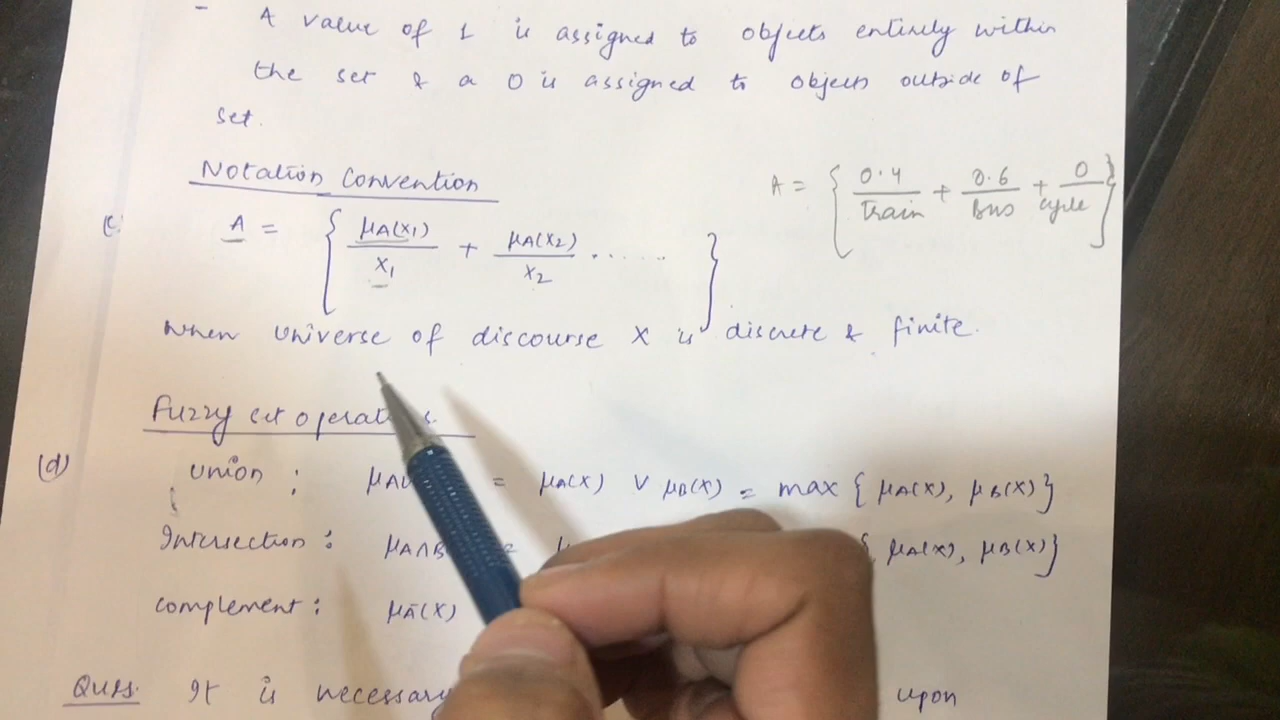 - A value of 1 is assigned to objects entirely within
the set & a 0 is assigned to objects outside of
set.
Notation Convention
A = { 0.4/Train + 0.6/Bus + 0/cycle }
(c) A = { μA(x1)/x1 + μA(x2)/x2 ...... }.
When universe of discourse X is discrete & finite.
Fuzzy set
(d) Union : = μA(x) ∨ μB(x) = max { μA(x), μB(x) }
Intersection : μA∩B μA(x), μB(x) }
Complement : μĀ(x)
Ques. It is necessary upon